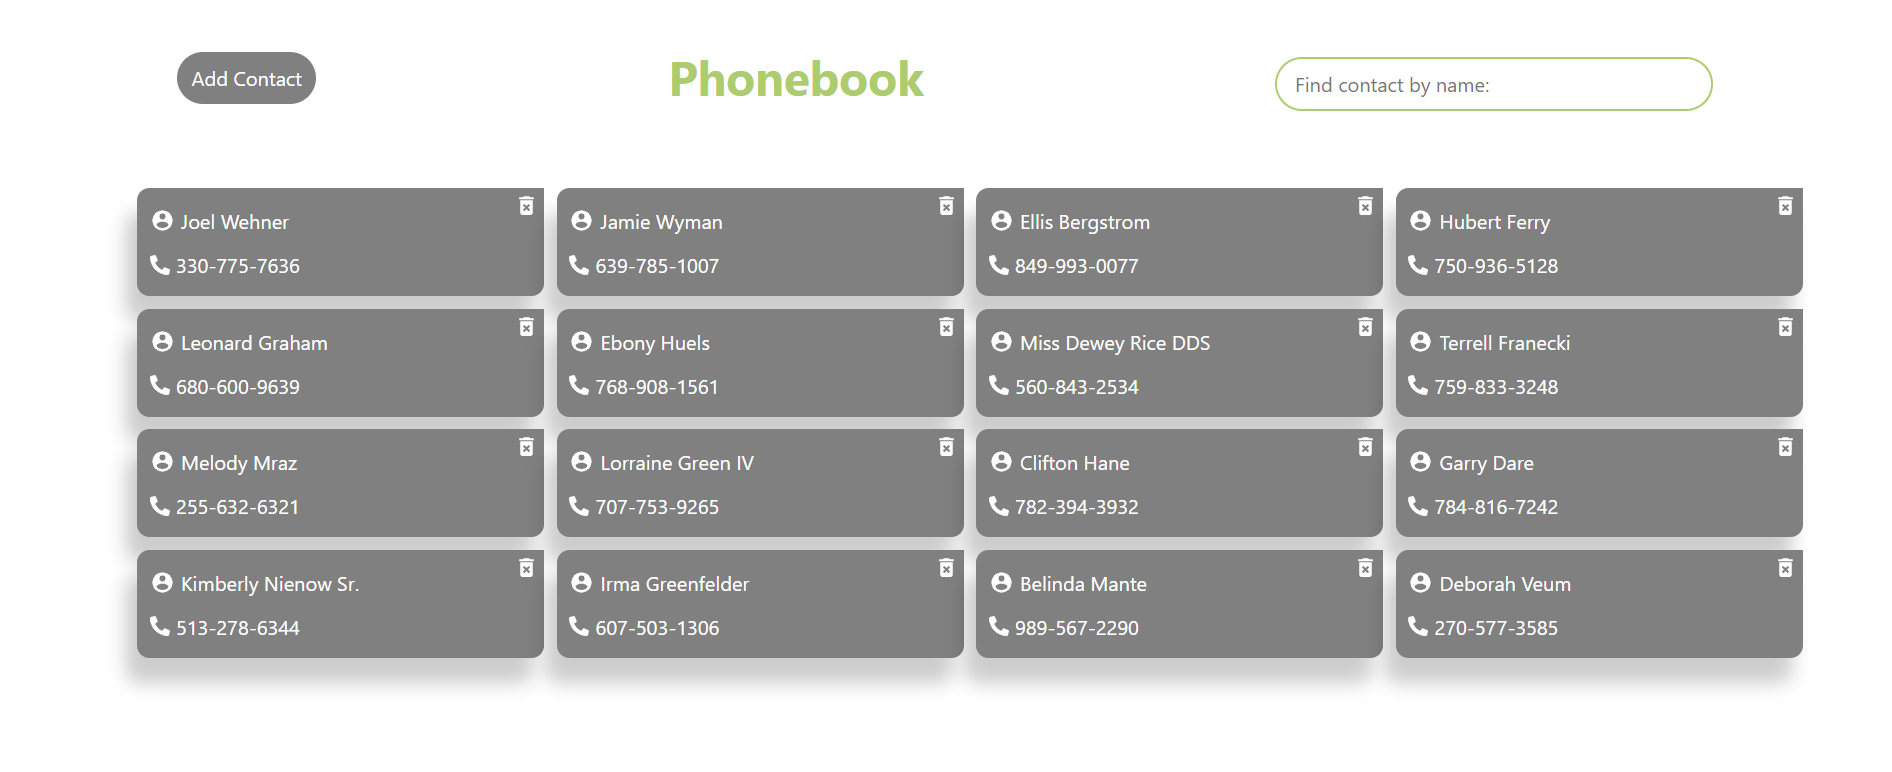 Add Contact
Phonebook
Find contact by name:
Joel Wehner
330-775-7636
Jamie Wyman
639-785-1007
Ellis Bergstrom
849-993-0077
Hubert Ferry
750-936-5128
Leonard Graham
680-600-9639
Ebony Huels
768-908-1561
Miss Dewey Rice DDS
560-843-2534
Terrell Franecki
759-833-3248
Melody Mraz
255-632-6321
Lorraine Green IV
707-753-9265
Clifton Hane
782-394-3932
Garry Dare
784-816-7242
Kimberly Nienow Sr.
513-278-6344
Irma Greenfelder
607-503-1306
Belinda Mante
989-567-2290
Deborah Veum
270-577-3585